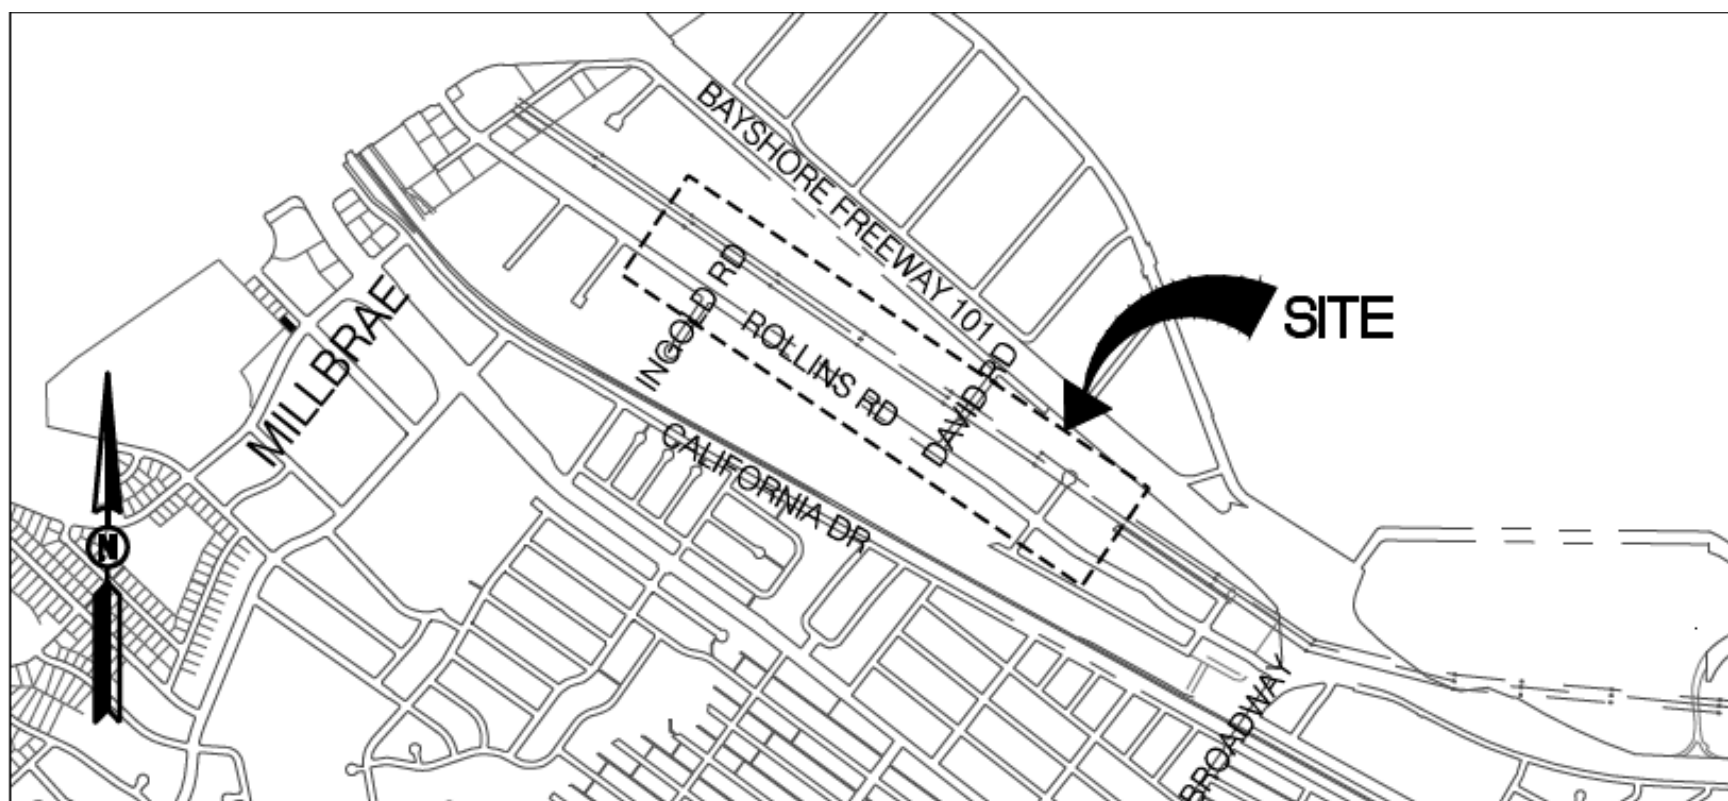 BAYSHORE FREEWAY 101
SITE
INGOLD RD
ROLLINS RD
DAVID RD
MILLBRAE
CALIFORNIA DR
N
BROADWAY